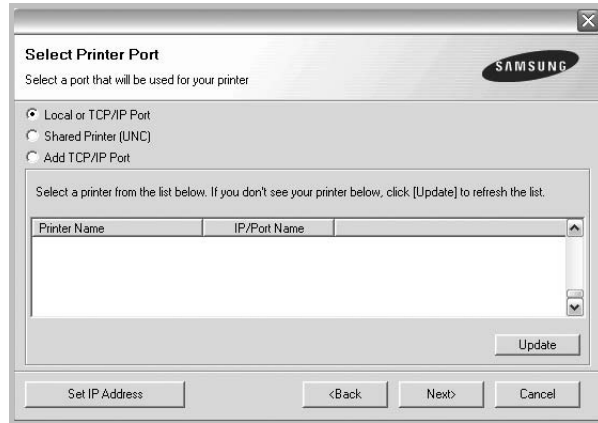 Select Printer Port
Select a port that will be used for your printer
SAMSUNG
Local or TCP/IP Port
Shared Printer (UNC)
Add TCP/IP Port
Select a printer from the list below. If you don't see your printer below, click [Update] to refresh the list.
Printer Name IP/Port Name
Update
Set IP Address <Back Next> Cancel